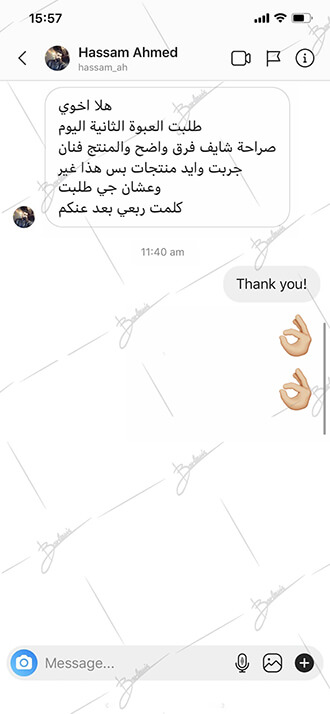 15:57
Hassam Ahmed
hassam_ah
هلا اخوي
طلبت العبوة الثانية اليوم
صراحة شايف فرق واضح والمنتج فنان
جربت وايد منتجات بس هذا غير
وعشان جي طلبت
كلمت ربعي بعد عنكم
11:40 am
Thank you!
👌🏼
👌🏼
Message...